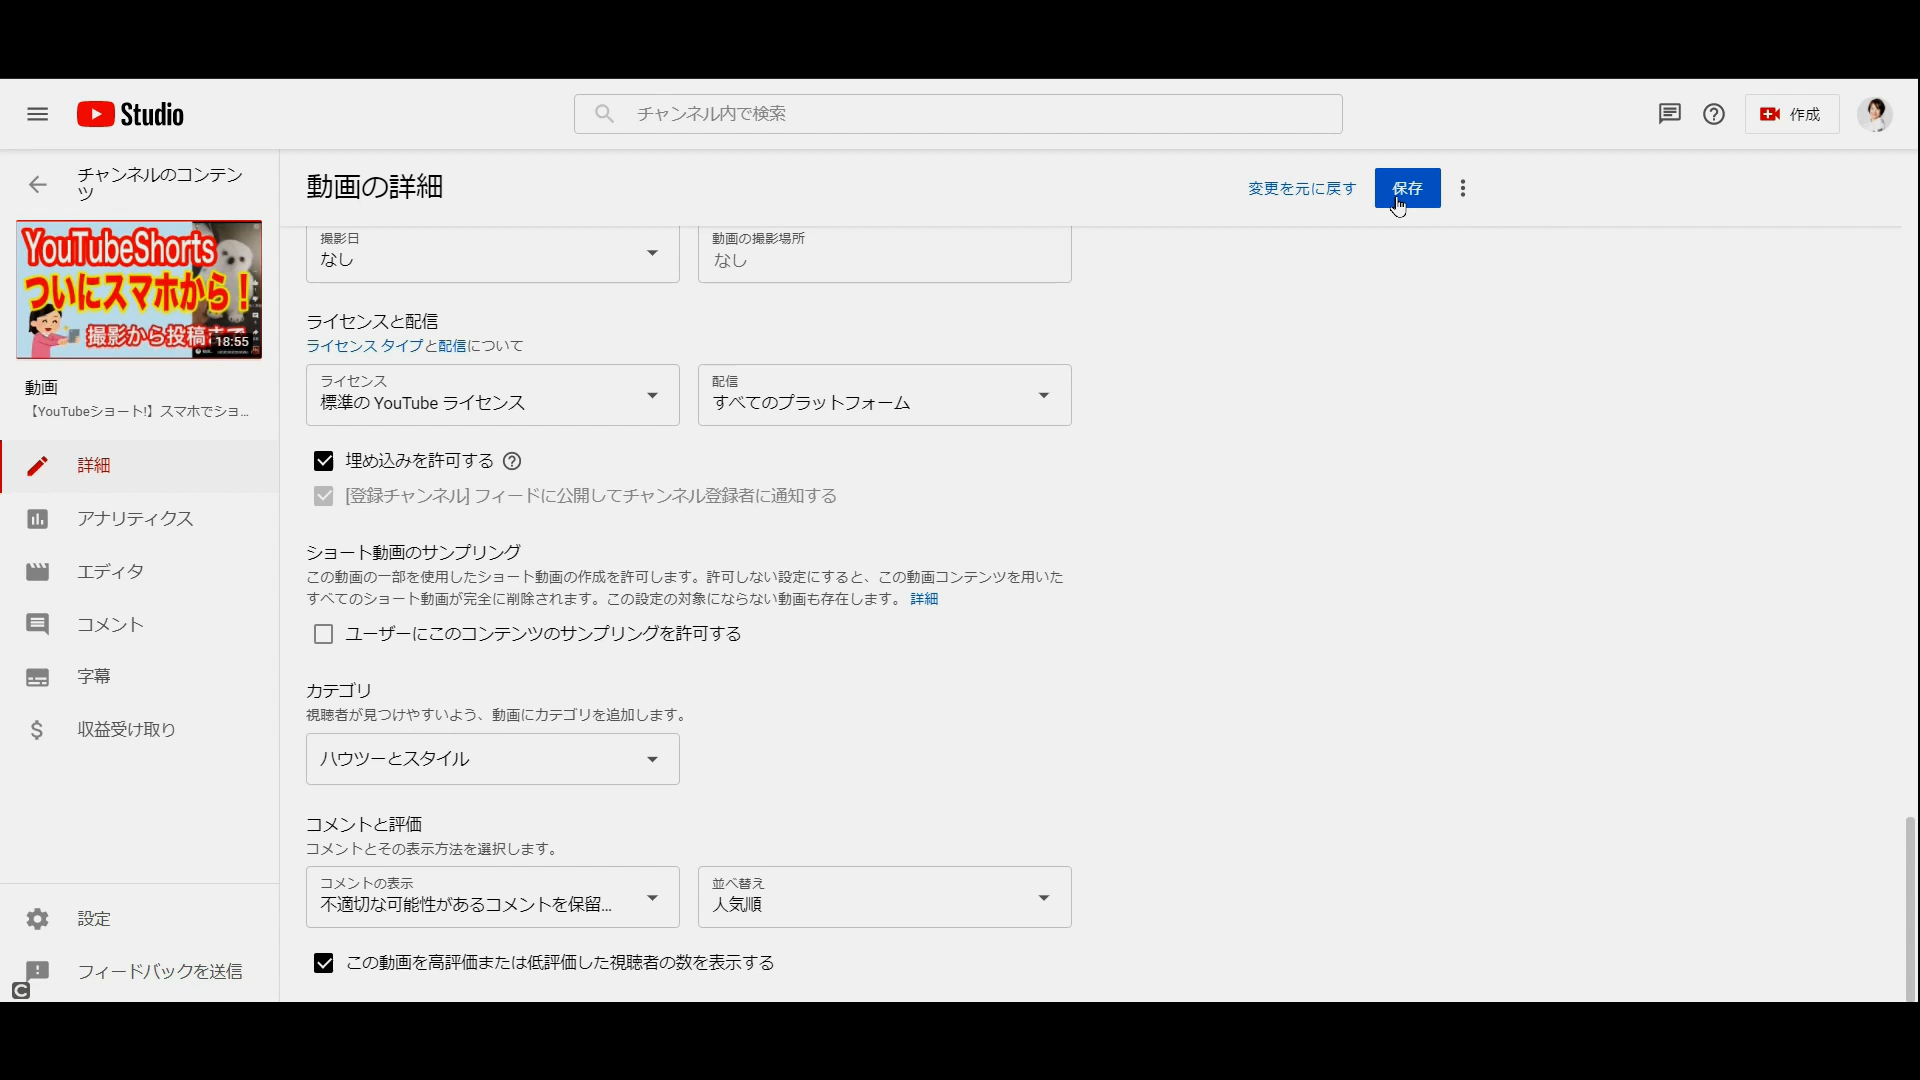 Studio
チャンネル内で検索
作成
チャンネルのコンテン
ツ
YouTubeShorts
ついにスマホから！
撮影から投稿まで
18:55
動画
【YouTubeショート!】スマホでショ...
詳細
アナリティクス
エディタ
コメント
字幕
収益受け取り
設定
フィードバックを送信
動画の詳細
変更を元に戻す
保存
撮影日
なし
動画の撮影場所
なし
ライセンスと配信
ライセンス タイプと配信について
ライセンス
標準の YouTube ライセンス
配信
すべてのプラットフォーム
埋め込みを許可する
[登録チャンネル] フィードに公開してチャンネル登録者に通知する
ショート動画のサンプリング
この動画の一部を使用したショート動画の作成を許可します。許可しない設定にすると、この動画コンテンツを用いた
すべてのショート動画が完全に削除されます。この設定の対象にならない動画も存在します。 詳細
ユーザーにこのコンテンツのサンプリングを許可する
カテゴリ
視聴者が見つけやすいよう、動画にカテゴリを追加します。
ハウツーとスタイル
コメントと評価
コメントとその表示方法を選択します。
コメントの表示
不適切な可能性があるコメントを保留...
並べ替え
人気順
この動画を高評価または低評価した視聴者の数を表示する